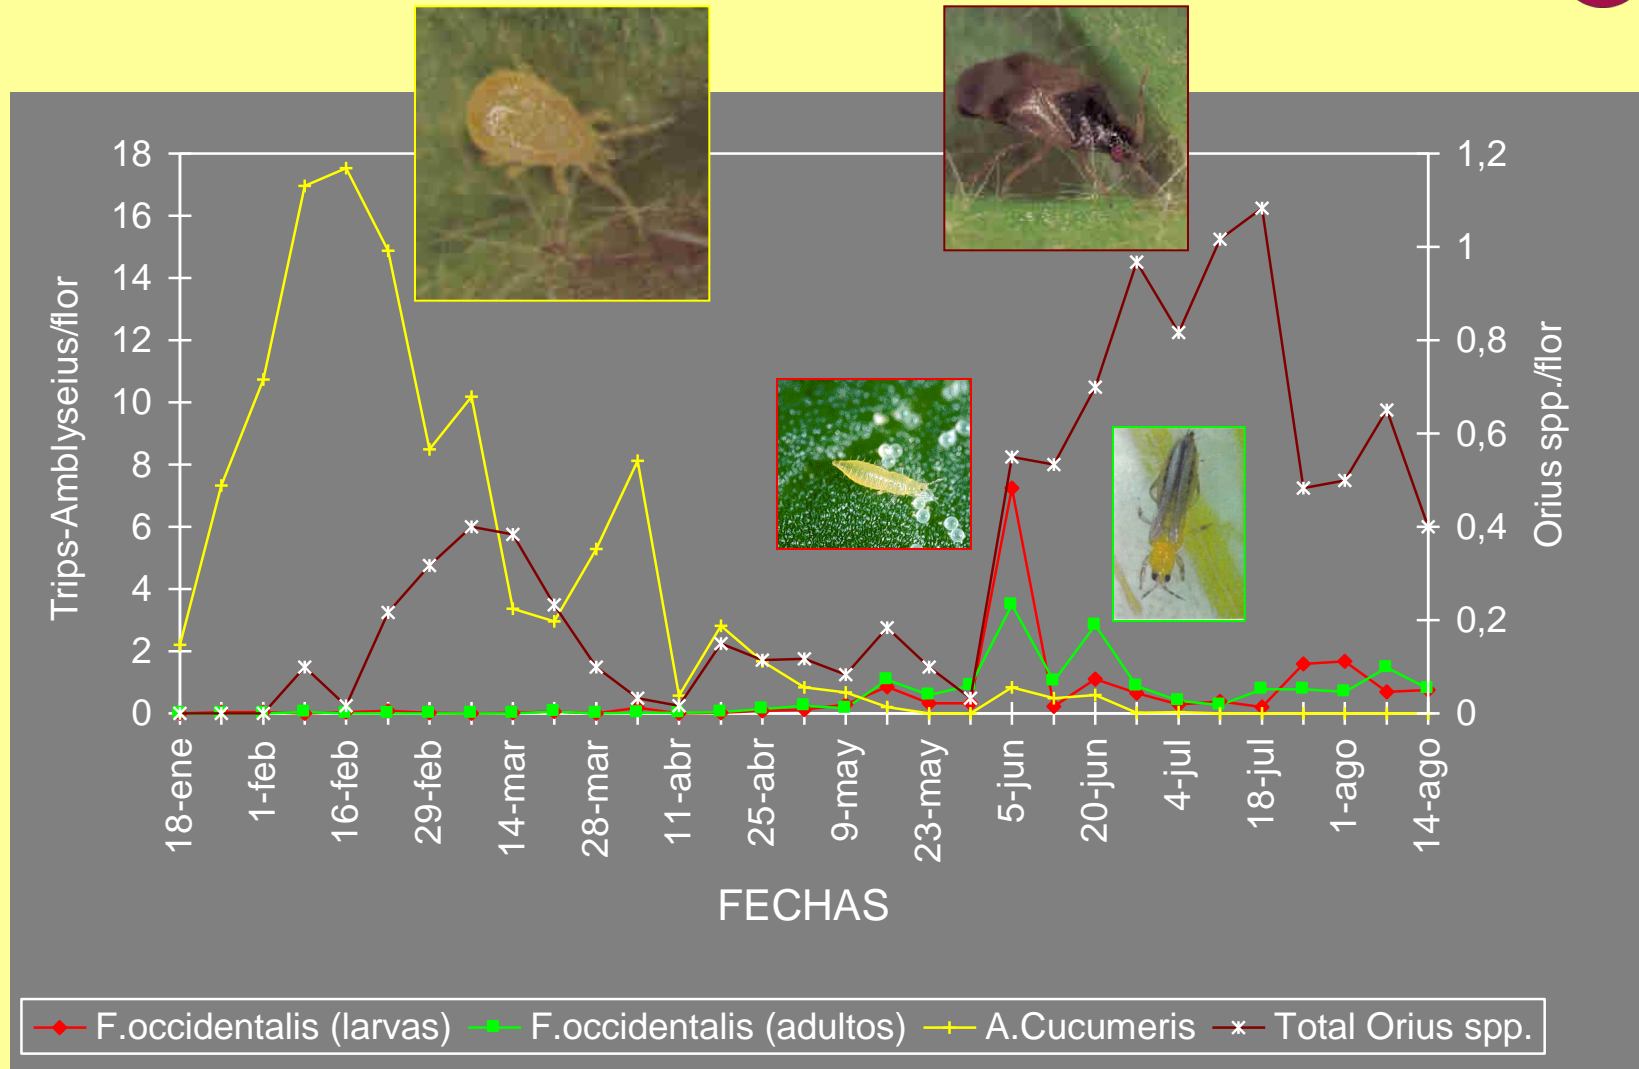 18
16
14
12
10
8
6
4
2
0
Trips-Amblyseius/flor
1,2
1
0,8
0,6
0,4
0,2
0
Orius spp./flor
18-ene
1-feb
16-feb
29-feb
14-mar
28-mar
11-abr
25-abr
9-may
23-may
5-jun
20-jun
4-jul
18-jul
1-ago
14-ago
FECHAS
F.occidentalis (larvas) F.occidentalis (adultos) A.Cucumeris Total Orius spp.